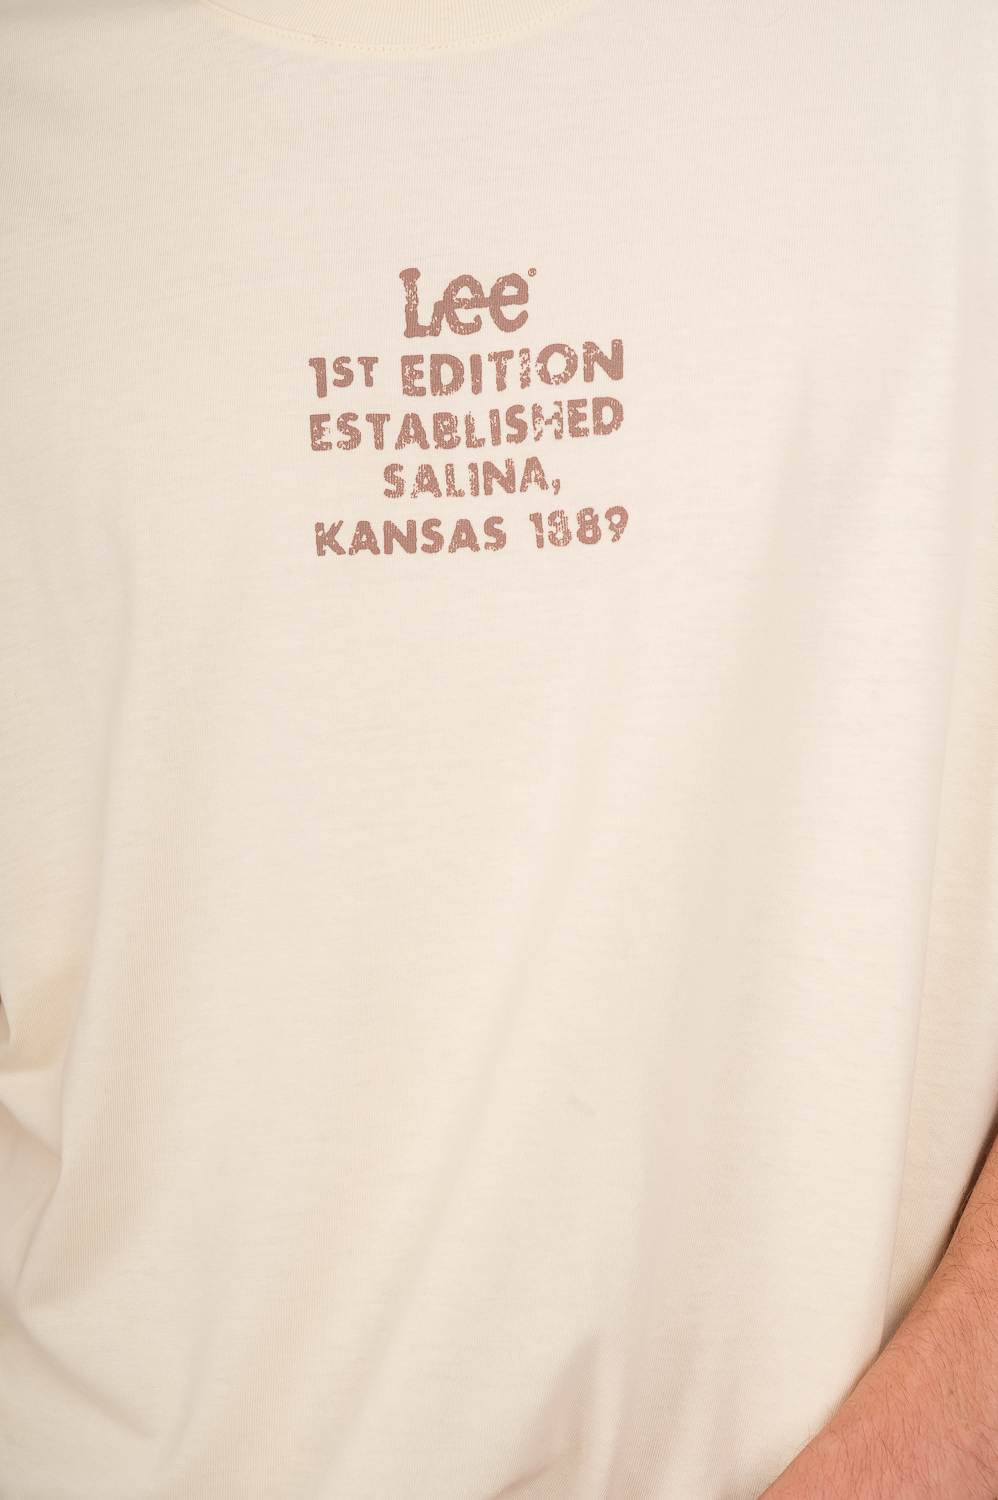 Lee®
1ST EDITION
ESTABLISHED
SALINA,
KANSAS 1889